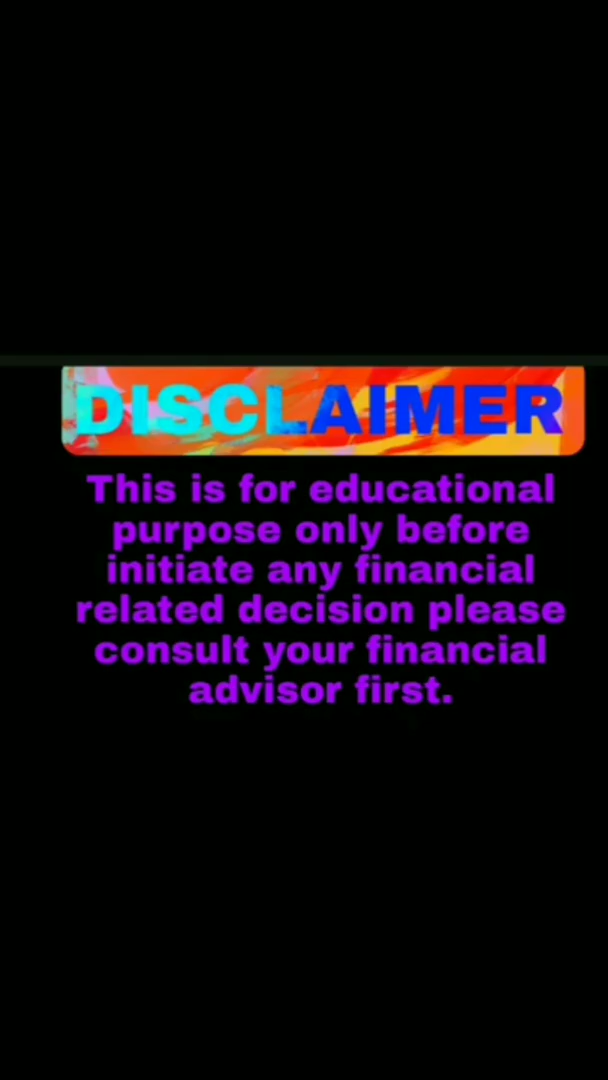 DISCLAIMER
This is for educational
purpose only before
initiate any financial
related decision please
consult your financial
advisor first.